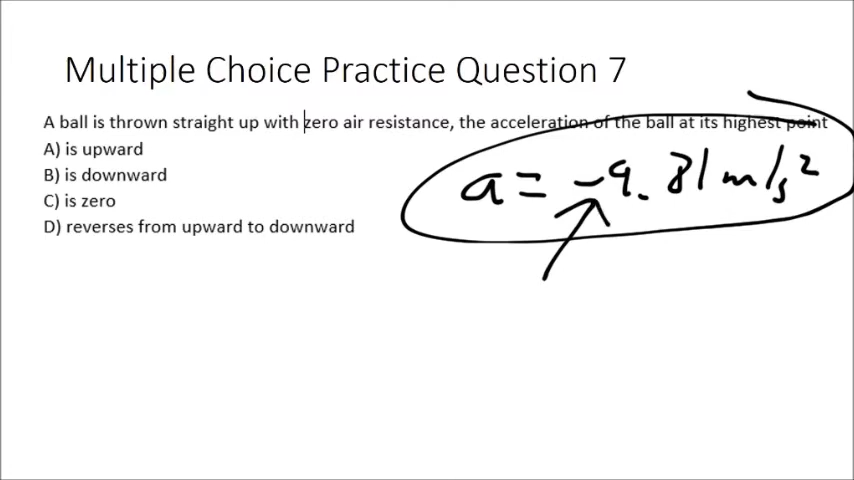 Multiple Choice Practice Question 7
A ball is thrown straight up with zero air resistance, the acceleration of the ball at its highest point
A) is upward
B) is downward
C) is zero
D) reverses from upward to downward
a = -9.81 m/s²